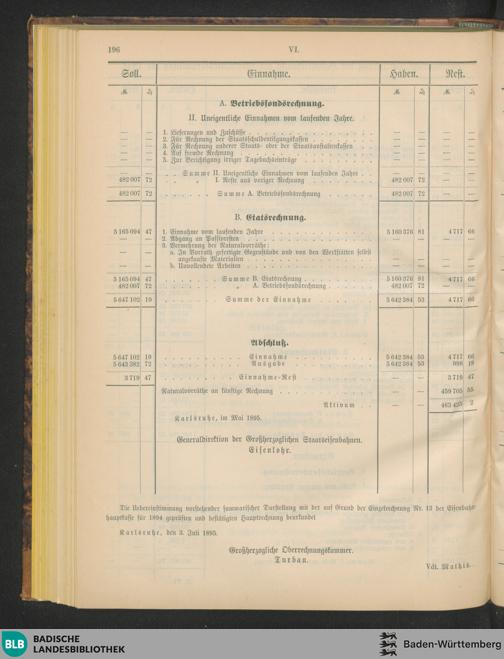 196 VI.
Soll. Einnahme. Haben. Rest.
A. Betriebsfondsrechnung.
II. Uneigentliche Einnahmen vom laufenden Jahre.
— — 1. Lieferungen und Zuschüsse — — — —
— — 2. Für Rechnung der Staatsschuldentilgungskassen — — — —
— — 3. Für Rechnung anderer Staats- oder der Staatsanstaltenkassen — — — —
— — 4. Auf fremde Rechnung — — — —
— — 5. Zur Berichtigung irriger Tagebuchseinträge — — — —
— — Summe II. Uneigentliche Einnahmen vom laufenden Jahre — — — —
482 007 72 „ I. Reste aus voriger Rechnung 482 007 72 — —
482 007 72 Summe A. Betriebsfondsrechnung 482 007 72 — —
B. Etatsrechnung.
5 165 094 47 1. Einnahme vom laufenden Jahre 5 160 376 81 4 717 66
— — 2. Abgang an Passivresten — — — —
3. Vermehrung der Naturalvorräthe:
a. In Vorrath gefertigte Gegenstände und von den Werkstätten selbst
— — angekaufte Materialien — — — —
— — b. Unvollendete Arbeiten — — — —
5 165 094 47 Summe B. Etatsrechnung 5 160 376 81 4 717 66
482 007 72 „ A. Betriebsfondsrechnung 482 007 72 — —
5 647 102 19 Summe der Einnahme 5 642 384 53 4 717 66
Abschluß.
5 647 102 19 Einnahme 5 642 384 53 4 717 66
5 643 382 72 Ausgabe 5 642 384 53 998 19
3 719 47 Einnahme-Rest — — 3 719 47
Naturalvorräthe an künftige Rechnung — — 459 705 55
Aktivum — — 463 425 2
Karlsruhe, im Mai 1895.
Generaldirektion der Großherzoglichen Staatseisenbahnen.
Eisenlohr.
Die Uebereinstimmung vorstehender summarischer Darstellung mit der auf Grund der Einzelrechnung Nr. 13 der Eisenbahn-
hauptkasse für 1894 geprüften und bestätigten Hauptrechnung beurkundet
Karlsruhe, den 3. Juli 1895.
Großherzogliche Oberrechnungskammer.
Turban.
Vdt. Mathis.
BLB BADISCHE
LANDESBIBLIOTHEK
Baden-Württemberg